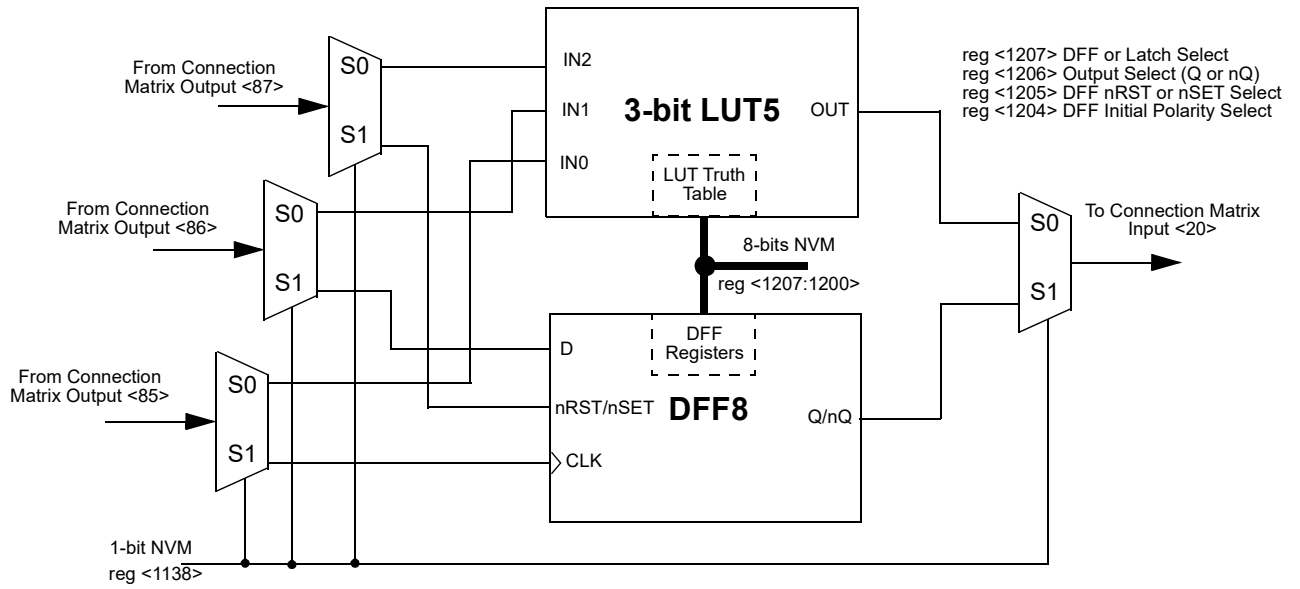 From Connection
Matrix Output <87>
S0
S1
From Connection
Matrix Output <86>
S0
S1
From Connection
Matrix Output <85>
S0
S1
1-bit NVM
reg <1138>
IN2
IN1
IN0
3-bit LUT5
OUT
LUT Truth
Table
8-bits NVM
reg <1207:1200>
DFF
Registers
D
nRST/nSET
CLK
DFF8
Q/nQ
reg <1207> DFF or Latch Select
reg <1206> Output Select (Q or nQ)
reg <1205> DFF nRST or nSET Select
reg <1204> DFF Initial Polarity Select
S0
S1
To Connection Matrix
Input <20>